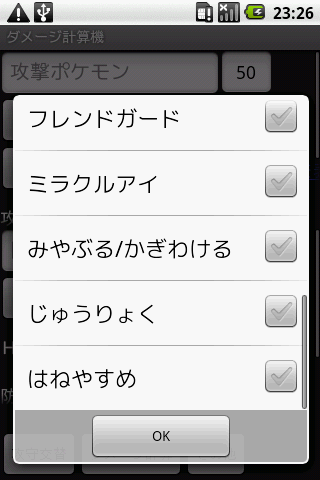 23:26
ダメージ計算機
攻撃ポケモン 50
フレンドガード
ミラクルアイ
みやぶる/かぎわける
じゅうりょく
はねやすめ
OK